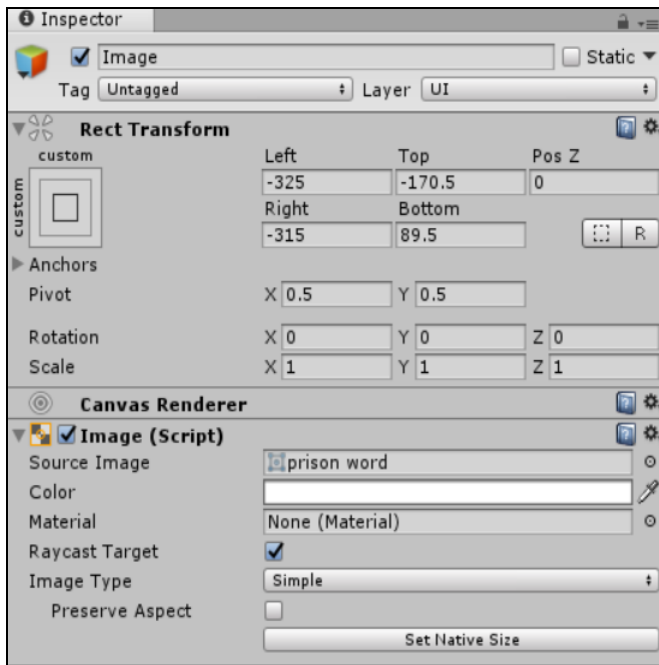 Inspector
Image Static
Tag Untagged Layer UI
Rect Transform
custom Left Top Pos Z
custom
-325 -170.5 0
Right Bottom
-315 89.5 R
Anchors
Pivot X 0.5 Y 0.5
Rotation X 0 Y 0 Z 0
Scale X 1 Y 1 Z 1
Canvas Renderer
Image (Script)
Source Image prison word
Color
Material None (Material)
Raycast Target
Image Type Simple
Preserve Aspect
Set Native Size